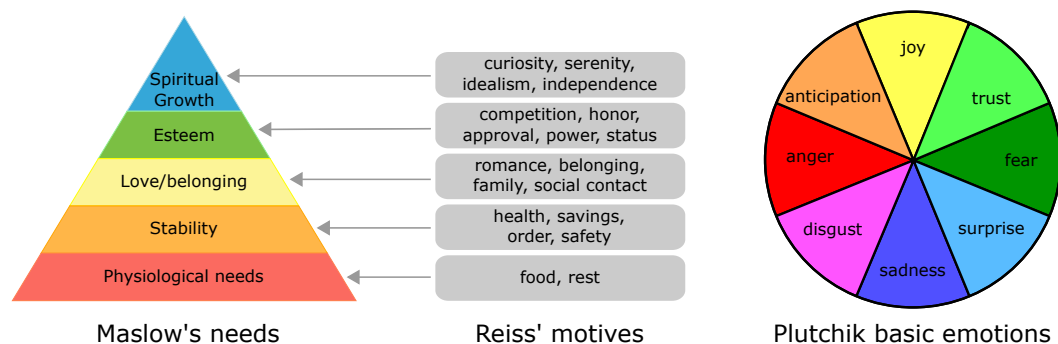 Spiritual
Growth
Esteem
Love/belonging
Stability
Physiological needs
Maslow's needs
curiosity, serenity,
idealism, independence
competition, honor,
approval, power, status
romance, belonging,
family, social contact
health, savings,
order, safety
food, rest
Reiss' motives
joy
trust
fear
surprise
sadness
disgust
anger
anticipation
Plutchik basic emotions